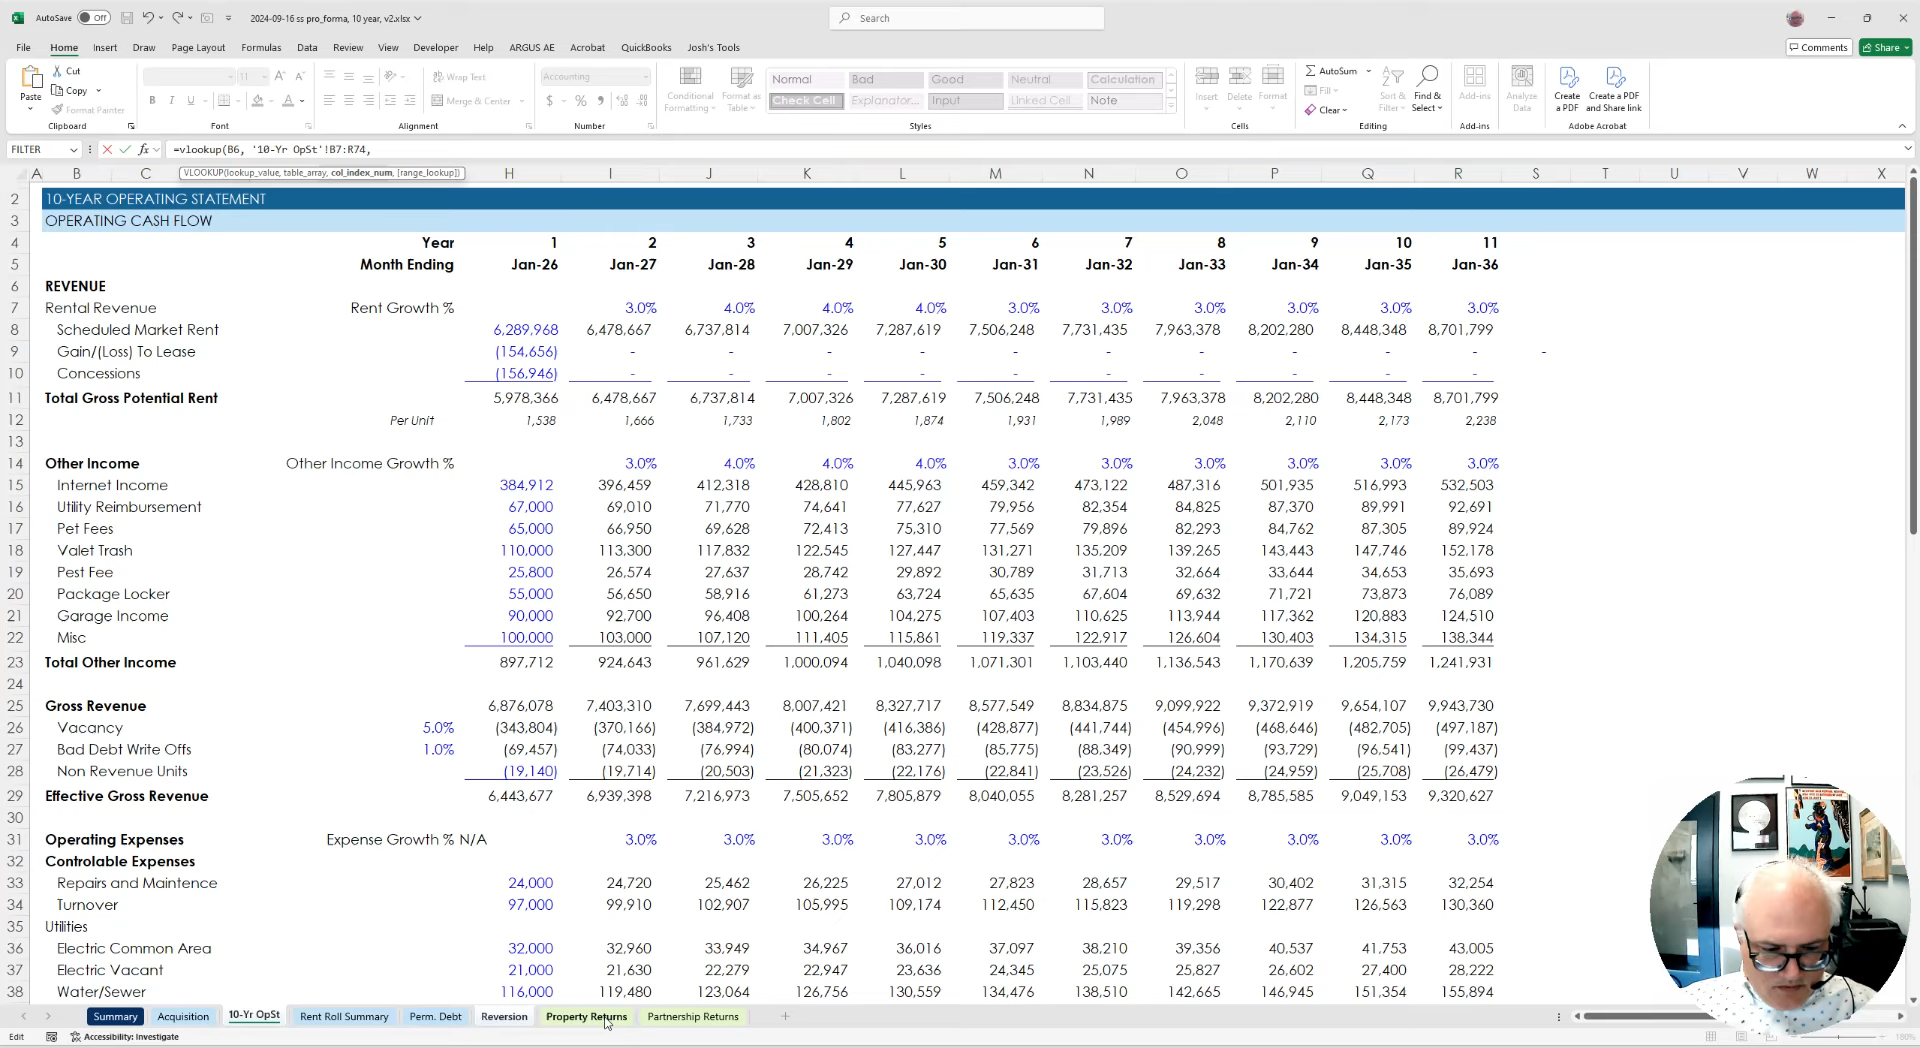 AutoSave Off 2024-09-16 ss pro_forma, 10 year, v2.xlsx Search
File Home Insert Draw Page Layout Formulas Data Review View Developer Help ARGUS AE Acrobat QuickBooks Josh's Tools Comments Share
Paste Cut Copy Format Painter Clipboard
11 B I U Font
Wrap Text Merge & Center Alignment
Accounting $ % Number
Conditional Formatting Format as Table Normal Bad Good Neutral Calculation
Check Cell Explanatory... Input Linked Cell... Note Styles
Insert Delete Format Cells
AutoSum Fill Clear Sort & Filter Find & Select Editing
Add-ins Add-ins
Analyze Data
Create a PDF Create a PDF and Share link Adobe Acrobat
FILTER fx =vlookup(B6, '10-Yr OpSt'!B7:R74,
VLOOKUP(lookup_value, table_array, col_index_num, [range_lookup])
A B C H I J K L M N O P Q R S T U V W X
2 10-YEAR OPERATING STATEMENT
3 OPERATING CASH FLOW
4 Year 1 2 3 4 5 6 7 8 9 10 11
5 Month Ending Jan-26 Jan-27 Jan-28 Jan-29 Jan-30 Jan-31 Jan-32 Jan-33 Jan-34 Jan-35 Jan-36
6 REVENUE
7 Rental Revenue Rent Growth % 3.0% 4.0% 4.0% 4.0% 3.0% 3.0% 3.0% 3.0% 3.0% 3.0%
8 Scheduled Market Rent 6,289,968 6,478,667 6,737,814 7,007,326 7,287,619 7,506,248 7,731,435 7,963,378 8,202,280 8,448,348 8,701,799
9 Gain/(Loss) To Lease (154,656) - - - - - - - - - - -
10 Concessions (156,946) - - - - - - - - - -
11 Total Gross Potential Rent 5,978,366 6,478,667 6,737,814 7,007,326 7,287,619 7,506,248 7,731,435 7,963,378 8,202,280 8,448,348 8,701,799
12 Per Unit 1,538 1,666 1,733 1,802 1,874 1,931 1,989 2,048 2,110 2,173 2,238
13
14 Other Income Other Income Growth % 3.0% 4.0% 4.0% 4.0% 3.0% 3.0% 3.0% 3.0% 3.0% 3.0%
15 Internet Income 384,912 396,459 412,318 428,810 445,963 459,342 473,122 487,316 501,935 516,993 532,503
16 Utility Reimbursement 67,000 69,010 71,770 74,641 77,627 79,956 82,354 84,825 87,370 89,991 92,691
17 Pet Fees 65,000 66,950 69,628 72,413 75,310 77,569 79,896 82,293 84,762 87,305 89,924
18 Valet Trash 110,000 113,300 117,832 122,545 127,447 131,271 135,209 139,265 143,443 147,746 152,178
19 Pest Fee 25,800 26,574 27,637 28,742 29,892 30,789 31,713 32,664 33,644 34,653 35,693
20 Package Locker 55,000 56,650 58,916 61,273 63,724 65,635 67,604 69,632 71,721 73,873 76,089
21 Garage Income 90,000 92,700 96,408 100,264 104,275 107,403 110,625 113,944 117,362 120,883 124,510
22 Misc 100,000 103,000 107,120 111,405 115,861 119,337 122,917 126,604 130,403 134,315 138,344
23 Total Other Income 897,712 924,643 961,629 1,000,094 1,040,098 1,071,301 1,103,440 1,136,543 1,170,639 1,205,759 1,241,931
24
25 Gross Revenue 6,876,078 7,403,310 7,699,443 8,007,421 8,327,717 8,577,549 8,834,875 9,099,922 9,372,919 9,654,107 9,943,730
26 Vacancy 5.0% (343,804) (370,166) (384,972) (400,371) (416,386) (428,877) (441,744) (454,996) (468,646) (482,705) (497,187)
27 Bad Debt Write Offs 1.0% (69,457) (74,033) (76,994) (80,074) (83,277) (85,775) (88,349) (90,999) (93,729) (96,541) (99,437)
28 Non Revenue Units (19,140) (19,714) (20,503) (21,323) (22,176) (22,841) (23,526) (24,232) (24,959) (25,708) (26,479)
29 Effective Gross Revenue 6,443,677 6,939,398 7,216,973 7,505,652 7,805,879 8,040,055 8,281,257 8,529,694 8,785,585 9,049,153 9,320,627
30
31 Operating Expenses Expense Growth % N/A 3.0% 3.0% 3.0% 3.0% 3.0% 3.0% 3.0% 3.0% 3.0% 3.0%
32 Controlable Expenses
33 Repairs and Maintence 24,000 24,720 25,462 26,225 27,012 27,823 28,657 29,517 30,402 31,315 32,254
34 Turnover 97,000 99,910 102,907 105,995 109,174 112,450 115,823 119,298 122,877 126,563 130,360
35 Utilities
36 Electric Common Area 32,000 32,960 33,949 34,967 36,016 37,097 38,210 39,356 40,537 41,753 43,005
37 Electric Vacant 21,000 21,630 22,279 22,947 23,636 24,345 25,075 25,827 26,602 27,400 28,222
38 Water/Sewer 116,000 119,480 123,064 126,756 130,559 134,476 138,510 142,665 146,945 151,354 155,894
Summary Acquisition 10-Yr OpSt Rent Roll Summary Perm. Debt Reversion Property Returns Partnership Returns
Edit Accessibility: Investigate 180%